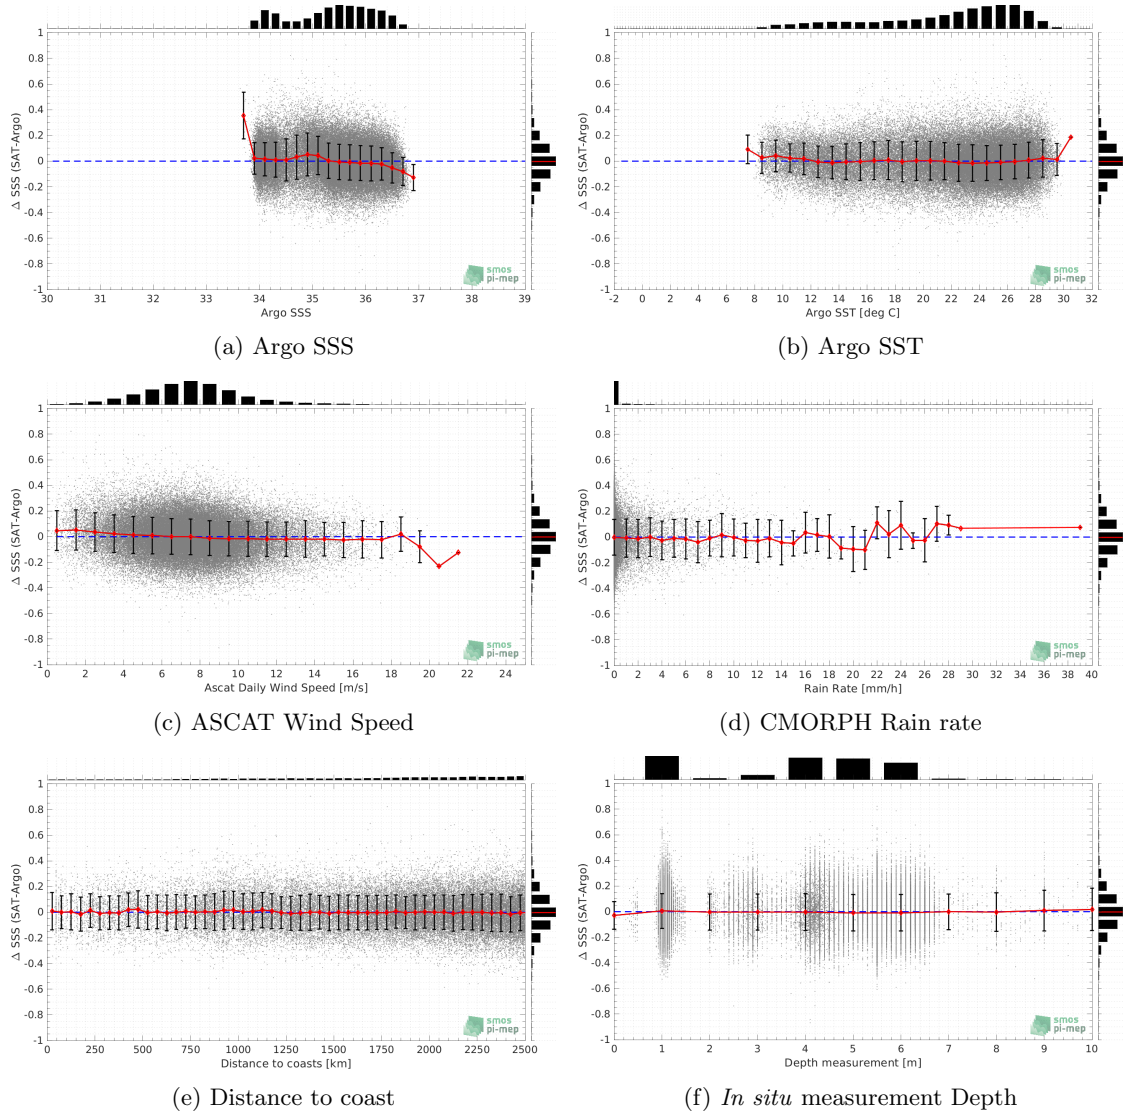 1
0.8
0.6
0.4
0.2
0
-0.2
-0.4
-0.6
-0.8
-1
Δ SSS (SAT-Argo)
30 31 32 33 34 35 36 37 38 39
Argo SSS
smos
pi-mep
(a) Argo SSS
1
0.8
0.6
0.4
0.2
0
-0.2
-0.4
-0.6
-0.8
-1
Δ SSS (SAT-Argo)
-2 0 2 4 6 8 10 12 14 16 18 20 22 24 26 28 30 32
Argo SST [deg C]
smos
pi-mep
(b) Argo SST
1
0.8
0.6
0.4
0.2
0
-0.2
-0.4
-0.6
-0.8
-1
Δ SSS (SAT-Argo)
0 2 4 6 8 10 12 14 16 18 20 22 24
Ascat Daily Wind Speed [m/s]
smos
pi-mep
(c) ASCAT Wind Speed
1
0.8
0.6
0.4
0.2
0
-0.2
-0.4
-0.6
-0.8
-1
Δ SSS (SAT-Argo)
0 2 4 6 8 10 12 14 16 18 20 22 24 26 28 30 32 34 36 38 40
Rain Rate [mm/h]
smos
pi-mep
(d) CMORPH Rain rate
1
0.8
0.6
0.4
0.2
0
-0.2
-0.4
-0.6
-0.8
-1
Δ SSS (SAT-Argo)
0 250 500 750 1000 1250 1500 1750 2000 2250 2500
Distance to coasts [km]
smos
pi-mep
(e) Distance to coast
1
0.8
0.6
0.4
0.2
0
-0.2
-0.4
-0.6
-0.8
-1
Δ SSS (SAT-Argo)
0 1 2 3 4 5 6 7 8 9 10
Depth measurement [m]
smos
pi-mep
(f) In situ measurement Depth